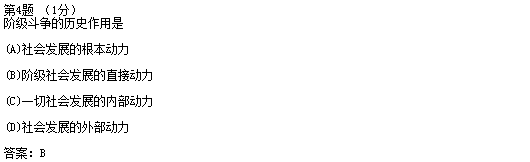 第4题 （1分）
阶级斗争的历史作用是
(A)社会发展的根本动力
(B)阶级社会发展的直接动力
(C)一切社会发展的内部动力
(D)社会发展的外部动力
答案：B